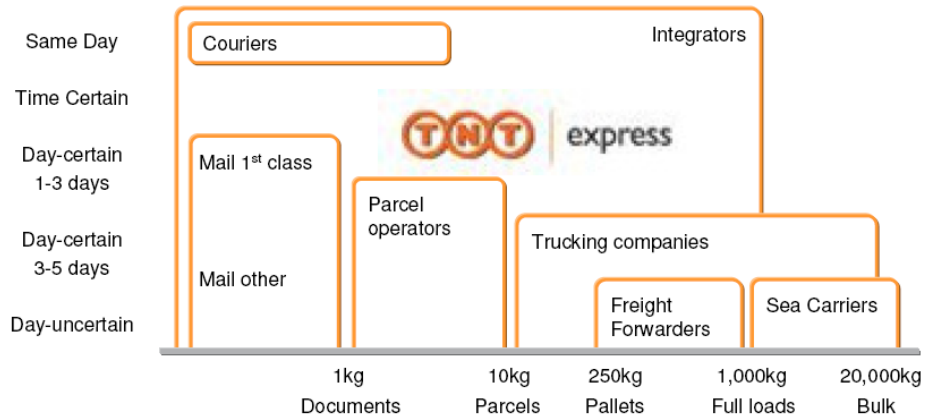 Same Day
Couriers
Integrators
Time Certain
TNT express
Day-certain
1-3 days
Mail 1st class
Parcel
operators
Day-certain
3-5 days
Trucking companies
Mail other
Day-uncertain
Freight
Forwarders
Sea Carriers
1kg 10kg 250kg 1,000kg 20,000kg
Documents Parcels Pallets Full loads Bulk